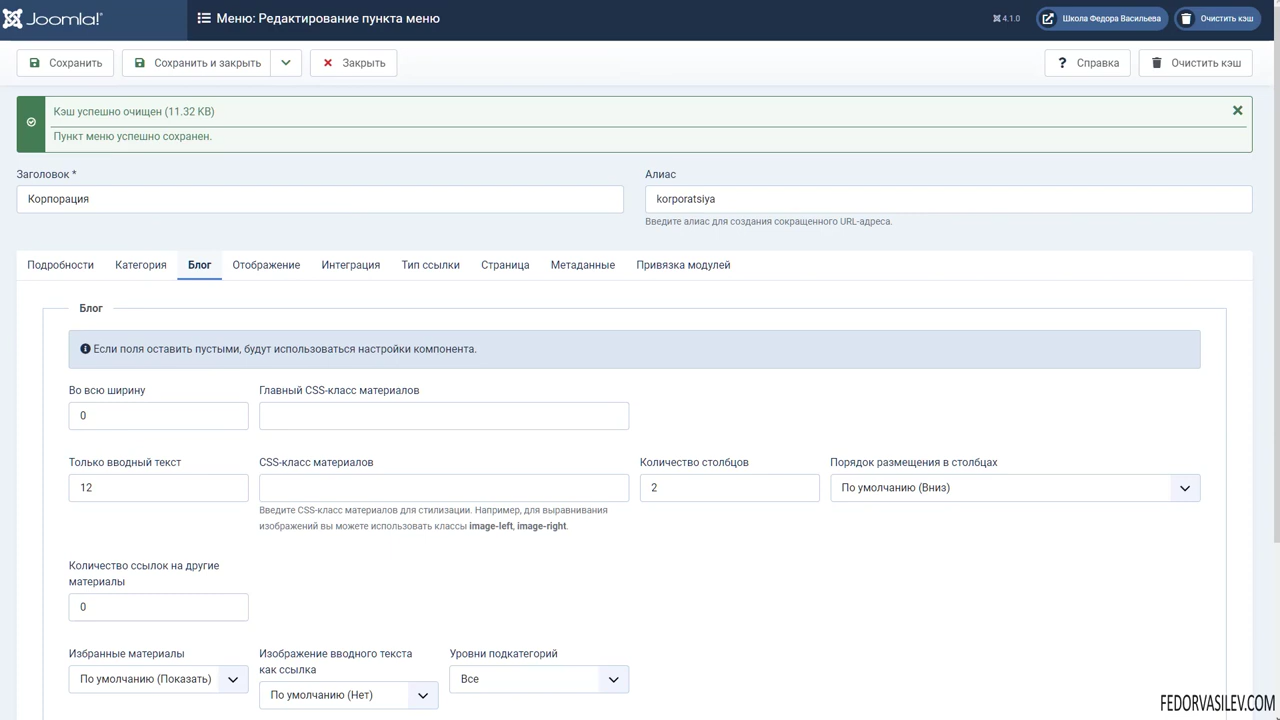 Joomla!®
Меню: Редактирование пункта меню
4.1.0
Школа Федора Васильева
Очистить кэш
Сохранить
Сохранить и закрыть
Закрыть
? Справка
Очистить кэш
Кэш успешно очищен (11.32 KB)
Пункт меню успешно сохранен.
Заголовок *
Алиас
Корпорация
korporatsiya
Введите алиас для создания сокращенного URL-адреса.
Подробности Категория Блог Отображение Интеграция Тип ссылки Страница Метаданные Привязка модулей
Блог
Если поля оставить пустыми, будут использоваться настройки компонента.
Во всю ширину
Главный CSS-класс материалов
0
Только вводный текст
CSS-класс материалов
Количество столбцов
Порядок размещения в столбцах
12
2
По умолчанию (Вниз)
Введите CSS-класс материалов для стилизации. Например, для выравнивания
изображений вы можете использовать классы image-left, image-right.
Количество ссылок на другие
материалы
0
Избранные материалы
Изображение вводного текста
как ссылка
Уровни подкатегорий
По умолчанию (Показать)
По умолчанию (Нет)
Все
FEDORVASILEV.COM